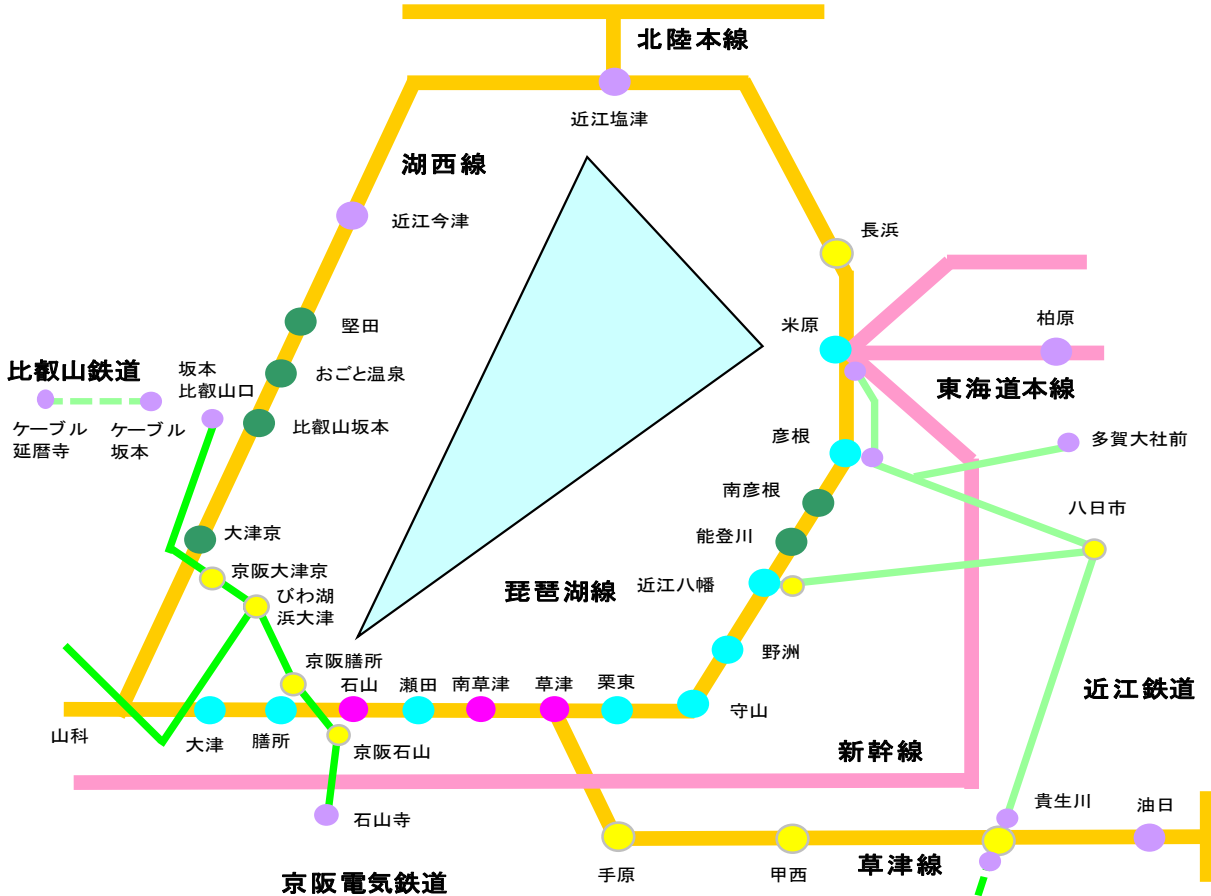 北陸本線
近江塩津
湖西線
近江今津
長浜
堅田
米原
柏原
比叡山鉄道
坂本
比叡山口
おごと温泉
東海道本線
ケーブル
延暦寺
ケーブル
坂本
比叡山坂本
彦根
多賀大社前
南彦根
八日市
大津京
能登川
京阪大津京
びわ湖
浜大津
琵琶湖線
近江八幡
京阪膳所
野洲
石山
瀬田
南草津
草津
栗東
近江鉄道
守山
山科
大津
膳所
京阪石山
新幹線
石山寺
貴生川
油日
手原
甲西
草津線
京阪電気鉄道